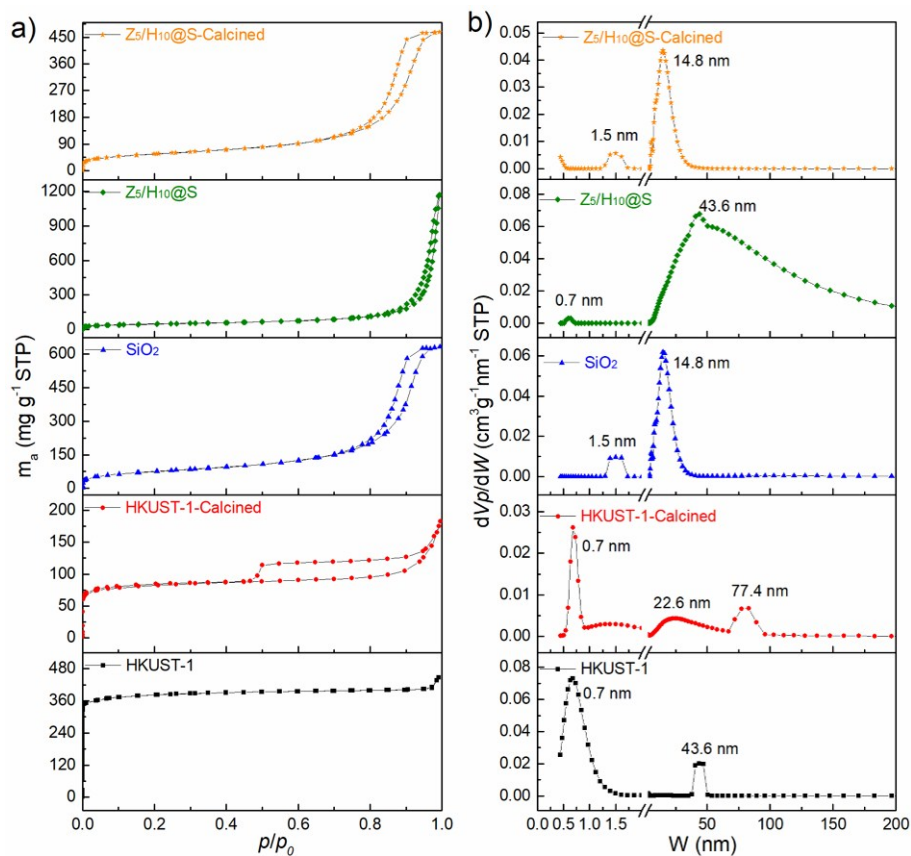 a)
450
360
270
180
90
0
Z₅/H₁₀@S-Calcined
1200
900
600
300
0
Z₅/H₁₀@S
600
450
300
150
0
SiO₂
200
150
100
50
0
HKUST-1-Calcined
480
400
320
240
160
80
0
HKUST-1
mₐ (mg g⁻¹ STP)
0.0 0.2 0.4 0.6 0.8 1.0
p/p₀
b)
0.05
0.04
0.03
0.02
0.01
0.00
Z₅/H₁₀@S-Calcined
14.8 nm
1.5 nm
0.08
0.06
0.04
0.02
0.00
Z₅/H₁₀@S
43.6 nm
0.7 nm
0.06
0.04
0.02
0.00
SiO₂
14.8 nm
1.5 nm
0.03
0.02
0.01
0.00
HKUST-1-Calcined
0.7 nm
22.6 nm
77.4 nm
0.08
0.06
0.04
0.02
0.00
HKUST-1
0.7 nm
43.6 nm
dVp/dW (cm³g⁻¹nm⁻¹ STP)
0.0 0.5 1.0 1.5 50 100 150 200
W (nm)